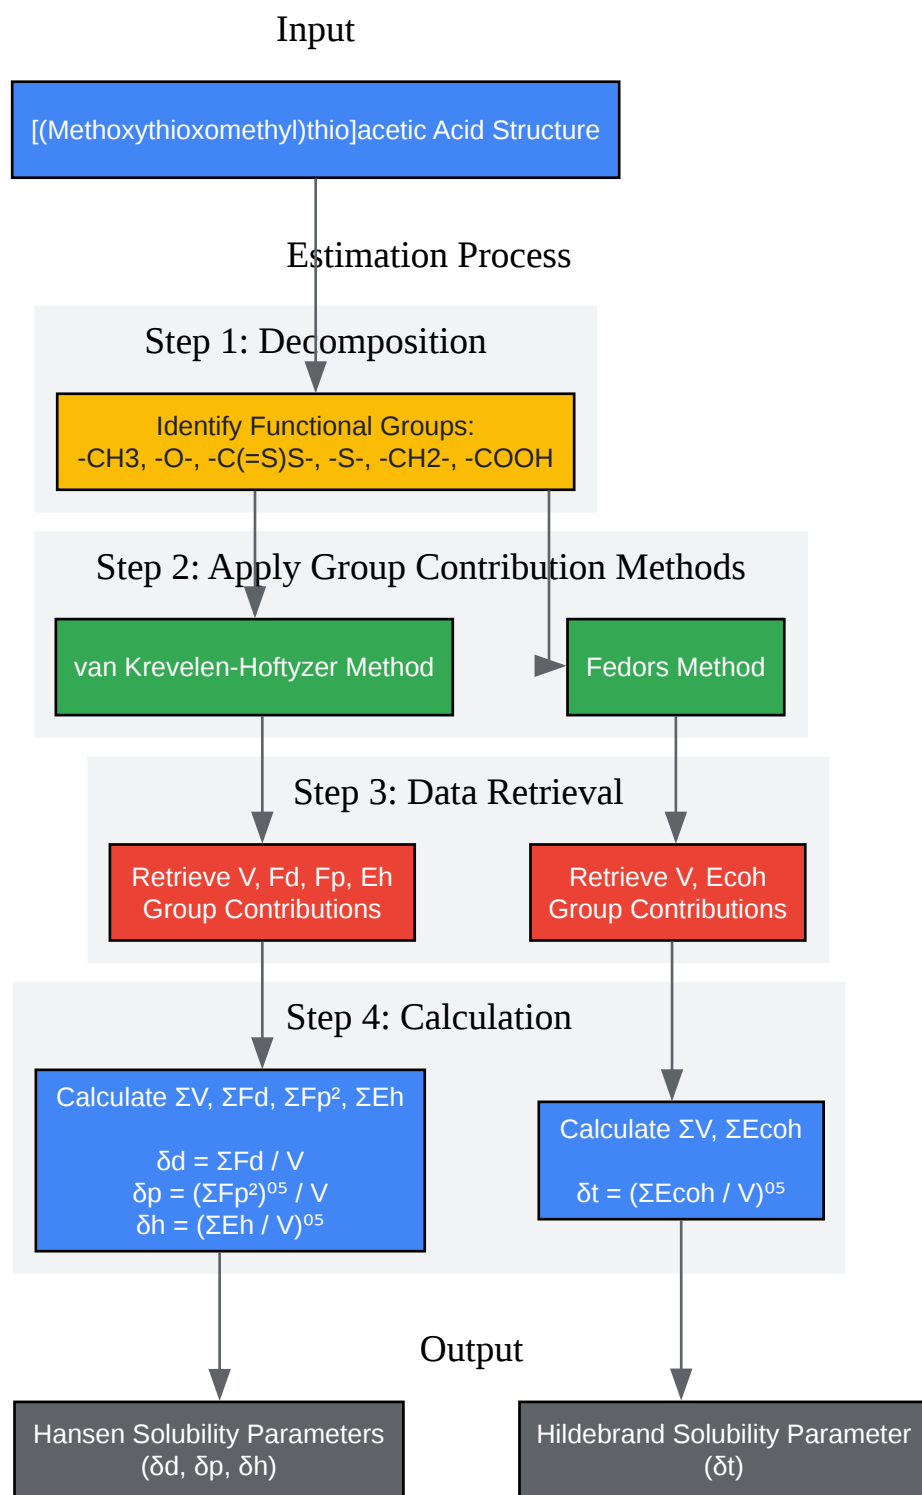 Input
[(Methoxythioxomethyl)thio]acetic Acid Structure
Estimation Process
Step 1: Decomposition
Identify Functional Groups:
-CH3, -O-, -C(=S)S-, -S-, -CH2-, -COOH
Step 2: Apply Group Contribution Methods
van Krevelen-Hoftyzer Method
Fedors Method
Step 3: Data Retrieval
Retrieve V, Fd, Fp, Eh
Group Contributions
Retrieve V, Ecoh
Group Contributions
Step 4: Calculation
Calculate ΣV, ΣFd, ΣFp², ΣEh
δd = ΣFd / V
δp = (ΣFp²)⁰⁵ / V
δh = (ΣEh / V)⁰⁵
Calculate ΣV, ΣEcoh
δt = (ΣEcoh / V)⁰⁵
Output
Hansen Solubility Parameters
(δd, δp, δh)
Hildebrand Solubility Parameter
(δt)